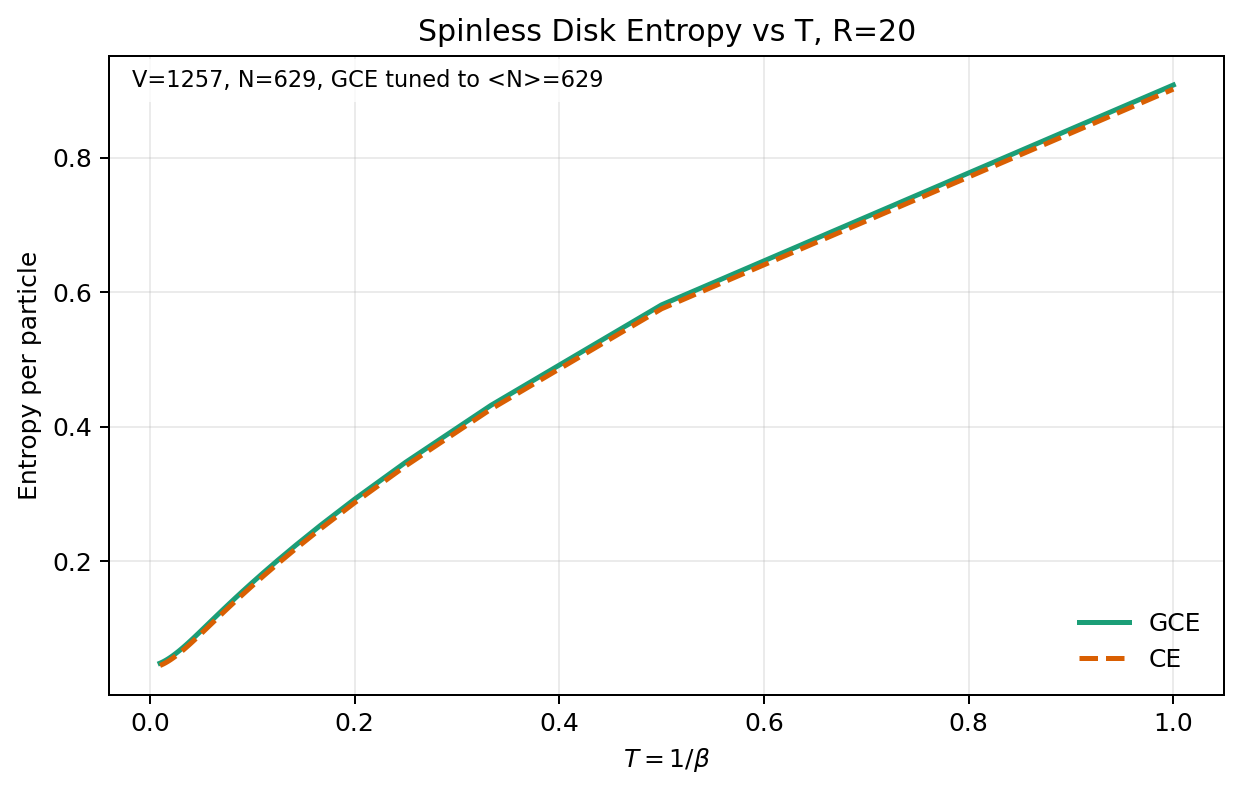 Spinless Disk Entropy vs T, R=20
V=1257, N=629, GCE tuned to <N>=629
Entropy per particle
0.8
0.6
0.4
0.2
GCE
CE
0.0 0.2 0.4 0.6 0.8 1.0
T = 1/β